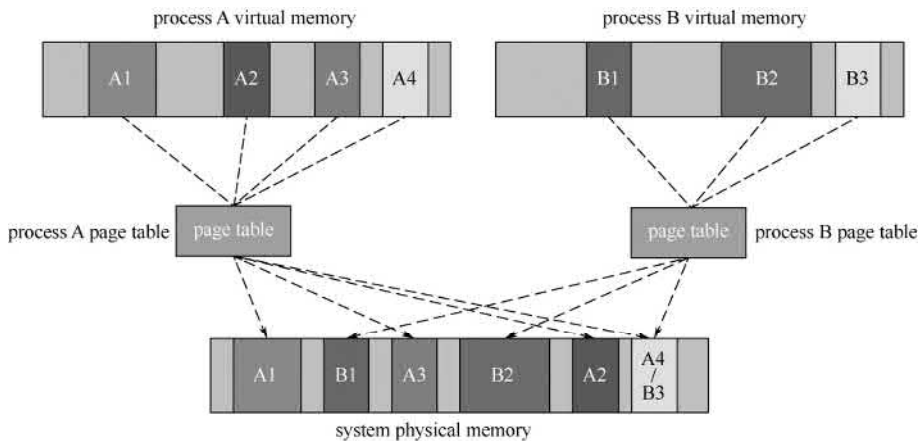 process A virtual memory
process B virtual memory
A1
A2
A3
A4
B1
B2
B3
process A page table
page table
page table
process B page table
A1
B1
A3
B2
A2
A4
/
B3
system physical memory